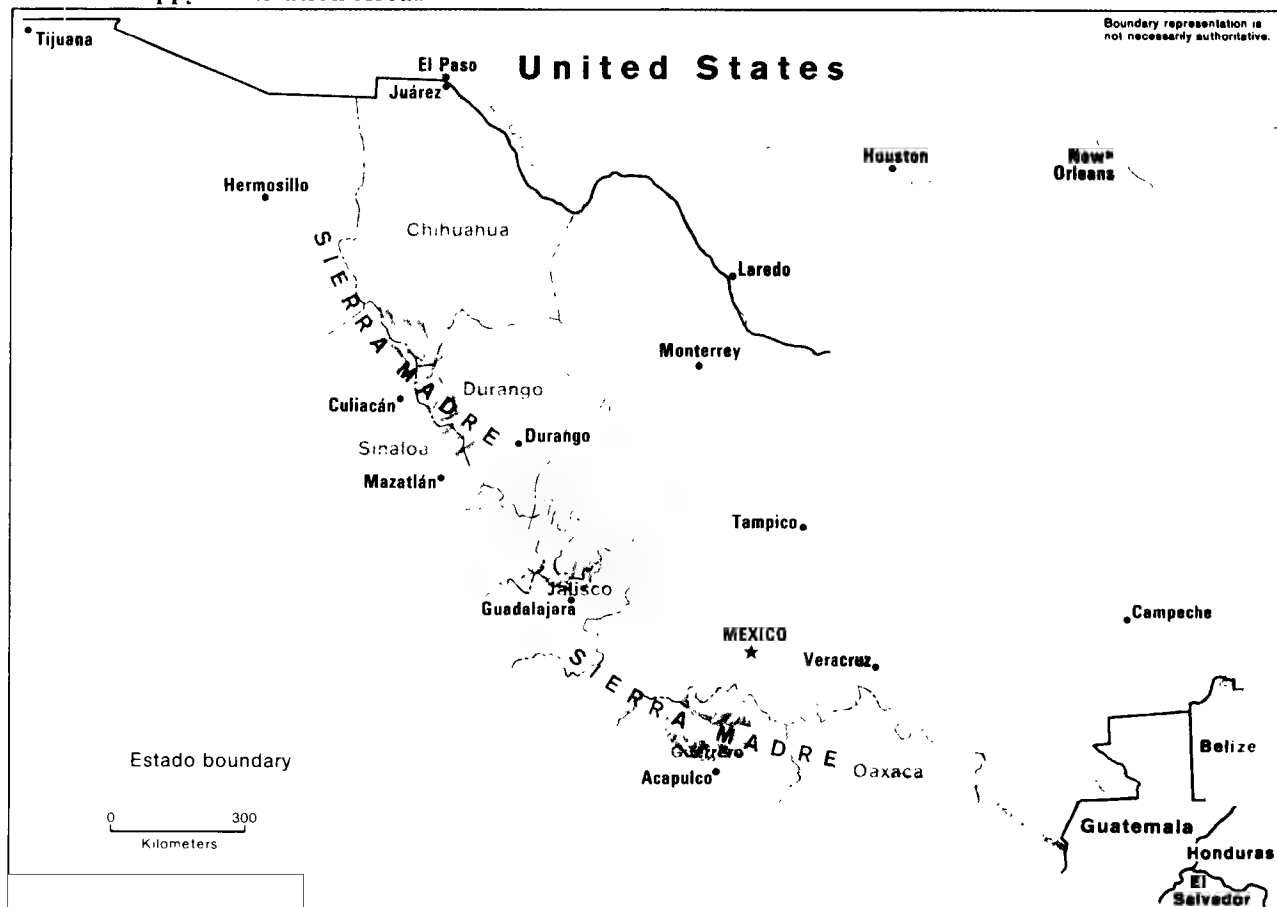 Boundary representation is
not necessarily authoritative.
Tijuana
United States
El Paso
Juárez
Houston
New
Orleans
Hermosillo
Chihuahua
Laredo
SIERRA MADRE
Monterrey
Durango
Culiacán
Durango
Sinaloa
Mazatlán
Tampico
Jalisco
Guadalajara
Campeche
MEXICO
Veracruz
SIERRA MADRE
Guerrero
Acapulco
Oaxaca
Belize
Estado boundary
0 300
Kilometers
Guatemala
Honduras
El
Salvador